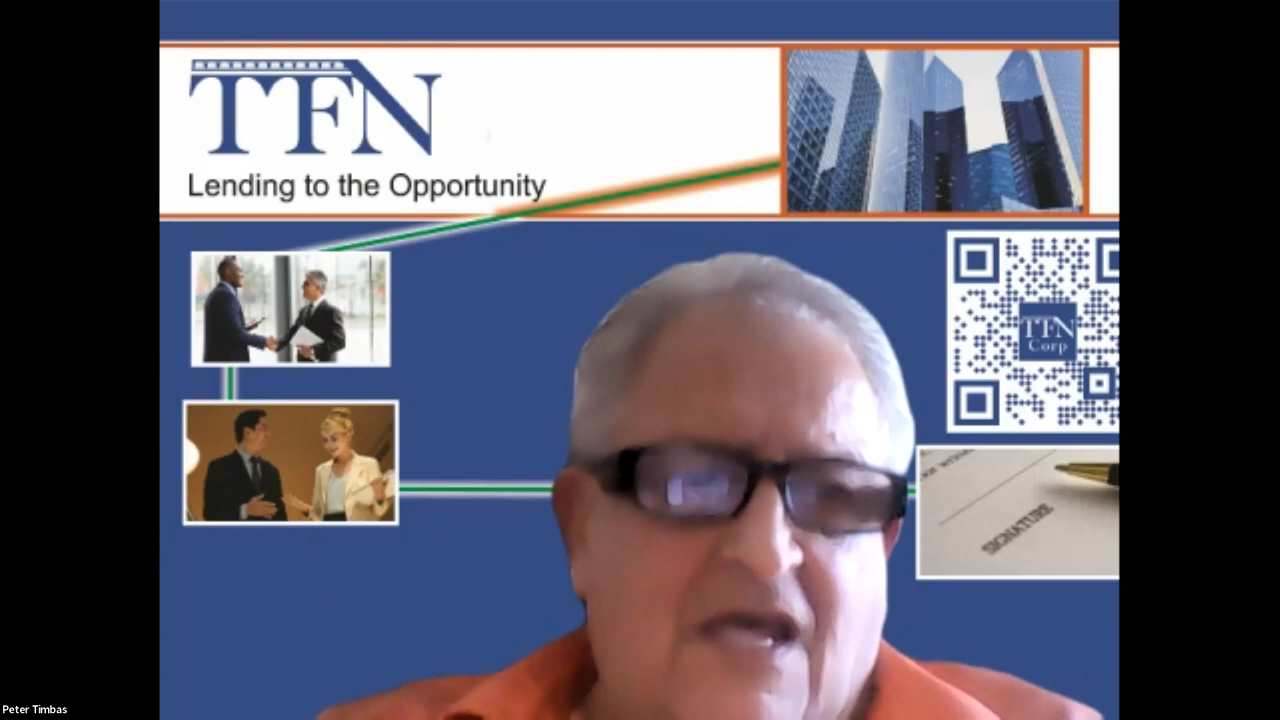 TFN
Lending to the Opportunity
TFN
Corp
SIGNATURE
Peter Timbas